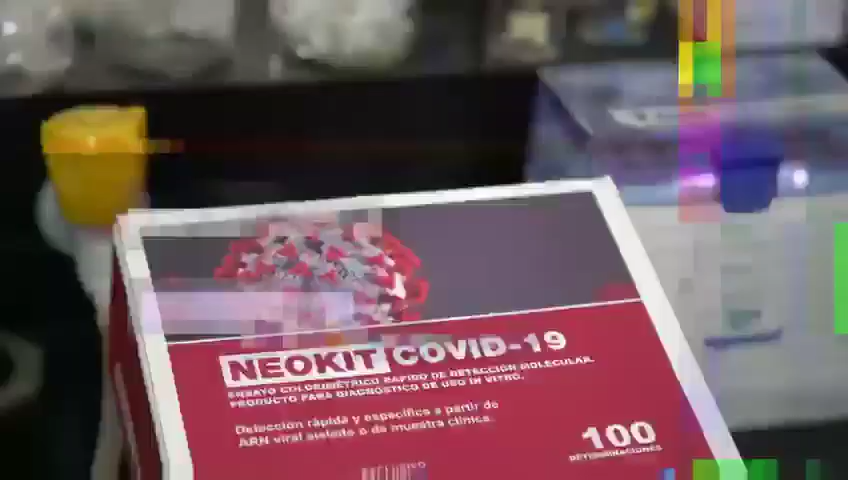 NEOKIT COVID-19
ENSAYO COLORIMÉTRICO RÁPIDO DE DETECCIÓN MOLECULAR.
PRODUCTO PARA DIAGNÓSTICO DE USO IN VITRO.
Detección rápida y específica a partir de
ARN viral aislado o de muestra clínica.
100
DETERMINACIONES